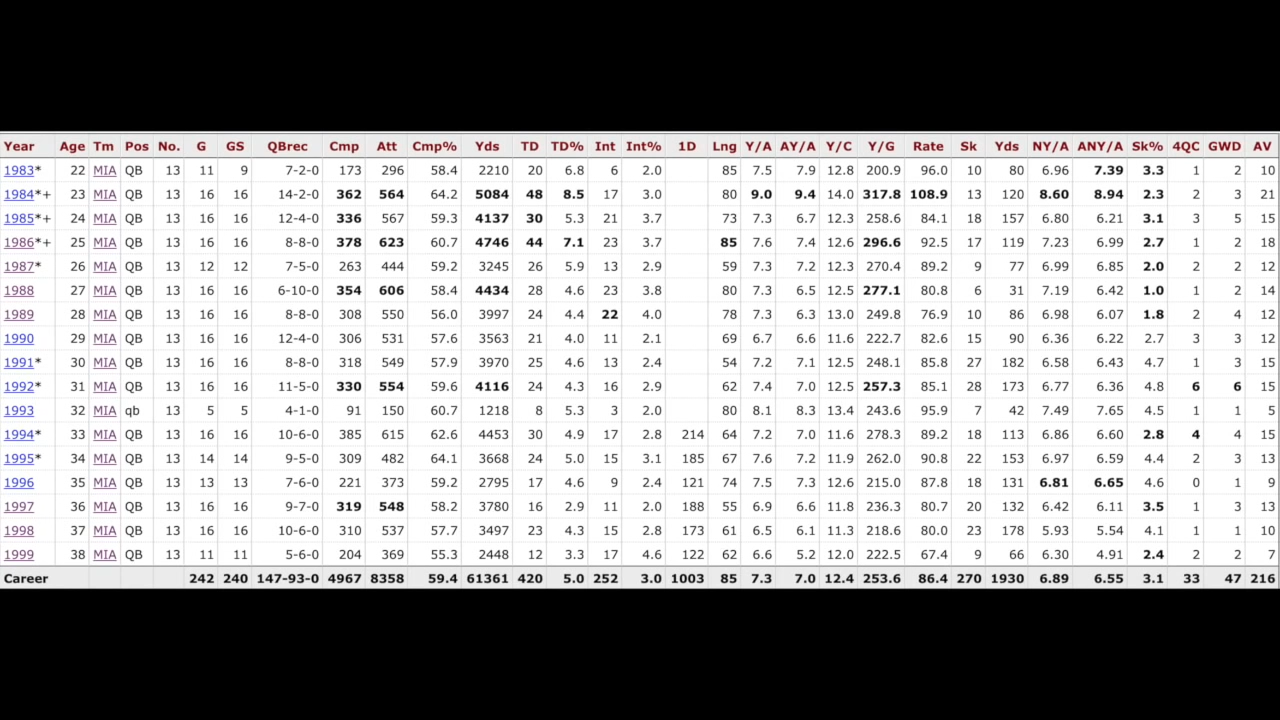 Year Age Tm Pos No. G GS QBrec Cmp Att Cmp% Yds TD TD% Int Int% 1D Lng Y/A AY/A Y/C Y/G Rate Sk Yds NY/A ANY/A Sk% 4QC GWD AV
1983* 22 MIA QB 13 11 9 7-2-0 173 296 58.4 2210 20 6.8 6 2.0 85 7.5 7.9 12.8 200.9 96.0 10 80 6.96 7.39 3.3 1 2 10
1984*+ 23 MIA QB 13 16 16 14-2-0 362 564 64.2 5084 48 8.5 17 3.0 80 9.0 9.4 14.0 317.8 108.9 13 120 8.60 8.94 2.3 2 3 21
1985*+ 24 MIA QB 13 16 16 12-4-0 336 567 59.3 4137 30 5.3 21 3.7 73 7.3 6.7 12.3 258.6 84.1 18 157 6.80 6.21 3.1 3 5 15
1986*+ 25 MIA QB 13 16 16 8-8-0 378 623 60.7 4746 44 7.1 23 3.7 85 7.6 7.4 12.6 296.6 92.5 17 119 7.23 6.99 2.7 1 2 18
1987* 26 MIA QB 13 12 12 7-5-0 263 444 59.2 3245 26 5.9 13 2.9 59 7.3 7.2 12.3 270.4 89.2 9 77 6.99 6.85 2.0 2 2 12
1988 27 MIA QB 13 16 16 6-10-0 354 606 58.4 4434 28 4.6 23 3.8 80 7.3 6.5 12.5 277.1 80.8 6 31 7.19 6.42 1.0 1 2 14
1989 28 MIA QB 13 16 16 8-8-0 308 550 56.0 3997 24 4.4 22 4.0 78 7.3 6.3 13.0 249.8 76.9 10 86 6.98 6.07 1.8 2 4 12
1990 29 MIA QB 13 16 16 12-4-0 306 531 57.6 3563 21 4.0 11 2.1 69 6.7 6.6 11.6 222.7 82.6 15 90 6.36 6.22 2.7 3 3 12
1991* 30 MIA QB 13 16 16 8-8-0 318 549 57.9 3970 25 4.6 13 2.4 54 7.2 7.1 12.5 248.1 85.8 27 182 6.58 6.43 4.7 1 3 15
1992* 31 MIA QB 13 16 16 11-5-0 330 554 59.6 4116 24 4.3 16 2.9 62 7.4 7.0 12.5 257.3 85.1 28 173 6.77 6.36 4.8 6 6 15
1993 32 MIA qb 13 5 5 4-1-0 91 150 60.7 1218 8 5.3 3 2.0 80 8.1 8.3 13.4 243.6 95.9 7 42 7.49 7.65 4.5 1 1 5
1994* 33 MIA QB 13 16 16 10-6-0 385 615 62.6 4453 30 4.9 17 2.8 214 64 7.2 7.0 11.6 278.3 89.2 18 113 6.86 6.60 2.8 4 4 15
1995* 34 MIA QB 13 14 14 9-5-0 309 482 64.1 3668 24 5.0 15 3.1 185 67 7.6 7.2 11.9 262.0 90.8 22 153 6.97 6.59 4.4 2 3 13
1996 35 MIA QB 13 13 13 7-6-0 221 373 59.2 2795 17 4.6 9 2.4 121 74 7.5 7.3 12.6 215.0 87.8 18 131 6.81 6.65 4.6 0 1 9
1997 36 MIA QB 13 16 16 9-7-0 319 548 58.2 3780 16 2.9 11 2.0 188 55 6.9 6.6 11.8 236.3 80.7 20 132 6.42 6.11 3.5 1 3 13
1998 37 MIA QB 13 16 16 10-6-0 310 537 57.7 3497 23 4.3 15 2.8 173 61 6.5 6.1 11.3 218.6 80.0 23 178 5.93 5.54 4.1 1 1 10
1999 38 MIA QB 13 11 11 5-6-0 204 369 55.3 2448 12 3.3 17 4.6 122 62 6.6 5.2 12.0 222.5 67.4 9 66 6.30 4.91 2.4 2 2 7
Career 242 240 147-93-0 4967 8358 59.4 61361 420 5.0 252 3.0 1003 85 7.3 7.0 12.4 253.6 86.4 270 1930 6.89 6.55 3.1 33 47 216